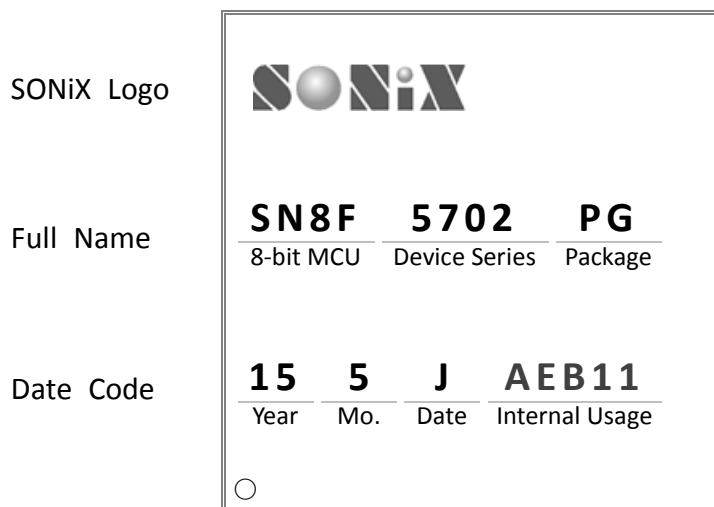 SONiX Logo
SONiX
Full Name
SN8F 5702 PG
8-bit MCU Device Series Package
Date Code
15 5 J AEB11
Year Mo. Date Internal Usage